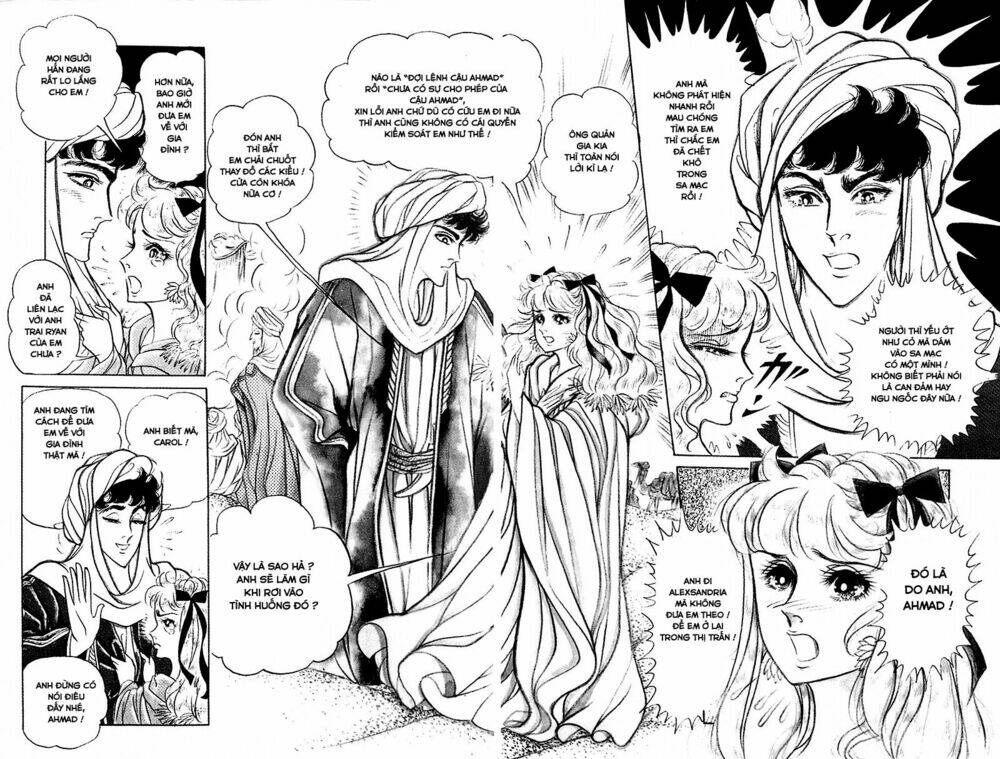 ANH MÀ
KHÔNG PHÁT HIỆN
NHANH RỒI
MAU CHÓNG
TÌM RA EM
THÌ CHẮC EM
ĐÃ CHẾT
KHÔ
TRONG
SA MẠC
RỒI !
NGƯỜI THÌ YẾU ỚT
NHƯ CÔ MÀ DÁM
VÀO SA MẠC
CÓ MỘT MÌNH !
KHÔNG BIẾT PHẢI NÓI
LÀ CAN ĐẢM HAY
NGU NGỐC ĐÂY NỮA !
ĐÓ LÀ
DO ANH,
AHMAD !
ANH ĐI
ALEXSANDRIA
MÀ KHÔNG
ĐƯA EM THEO !
ĐỂ EM Ở LẠI
TRONG THỊ TRẤN !
ÔNG QUẢN
GIA KIA
THÌ TOÀN NÓI
LỜI KÌ LẠ !
NÀO LÀ "ĐỢI LỆNH CẬU AHMAD"
RỒI "CHƯA CÓ SỰ CHO PHÉP CỦA
CẬU AHMAD",
XIN LỖI ANH CHỨ DÙ CÓ CỨU EM ĐI NỮA
THÌ ANH CŨNG KHÔNG CÓ CÁI QUYỀN
KIỂM SOÁT EM NHƯ THẾ !
ĐÓN ANH
THÌ BẮT
EM CHẢI CHUỐT
THAY ĐỒ CÁC KIỂU !
CỬA CÒN KHÓA
NỮA CƠ !
VẬY LÀ SAO HẢ ?
ANH SẼ LÀM GÌ
KHI RƠI VÀO
TÌNH HUỐNG ĐÓ ?
HƠN NỮA,
BAO GIỜ
ANH MỚI
ĐƯA EM
VỀ VỚI
GIA
ĐÌNH ?
MỌI NGƯỜI
HẲN ĐANG
RẤT LO LẮNG
CHO EM !
ANH
ĐÃ
LIÊN LẠC
VỚI ANH
TRAI RYAN
CỦA EM
CHƯA ?
ANH BIẾT MÀ,
CAROL !
ANH ĐANG TÌM
CÁCH ĐỂ ĐƯA
EM VỀ VỚI
GIA ĐÌNH
THẬT MÀ !
ANH ĐỪNG CÓ
NÓI ĐIÊU
ĐẤY NHÉ,
AHMAD !